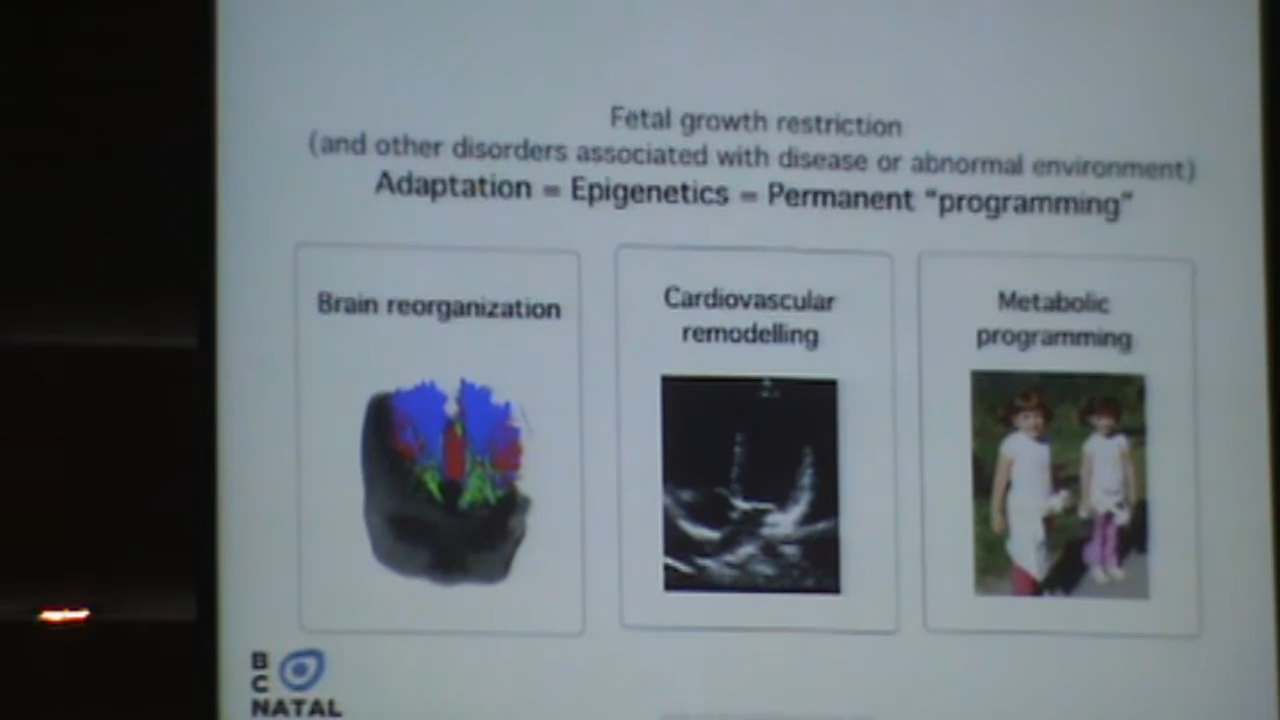 Fetal growth restriction
(and other disorders associated with disease or abnormal environment)
Adaptation = Epigenetics = Permanent “programming”
Brain reorganization
Cardiovascular
remodelling
Metabolic
programming
B
C
NATAL